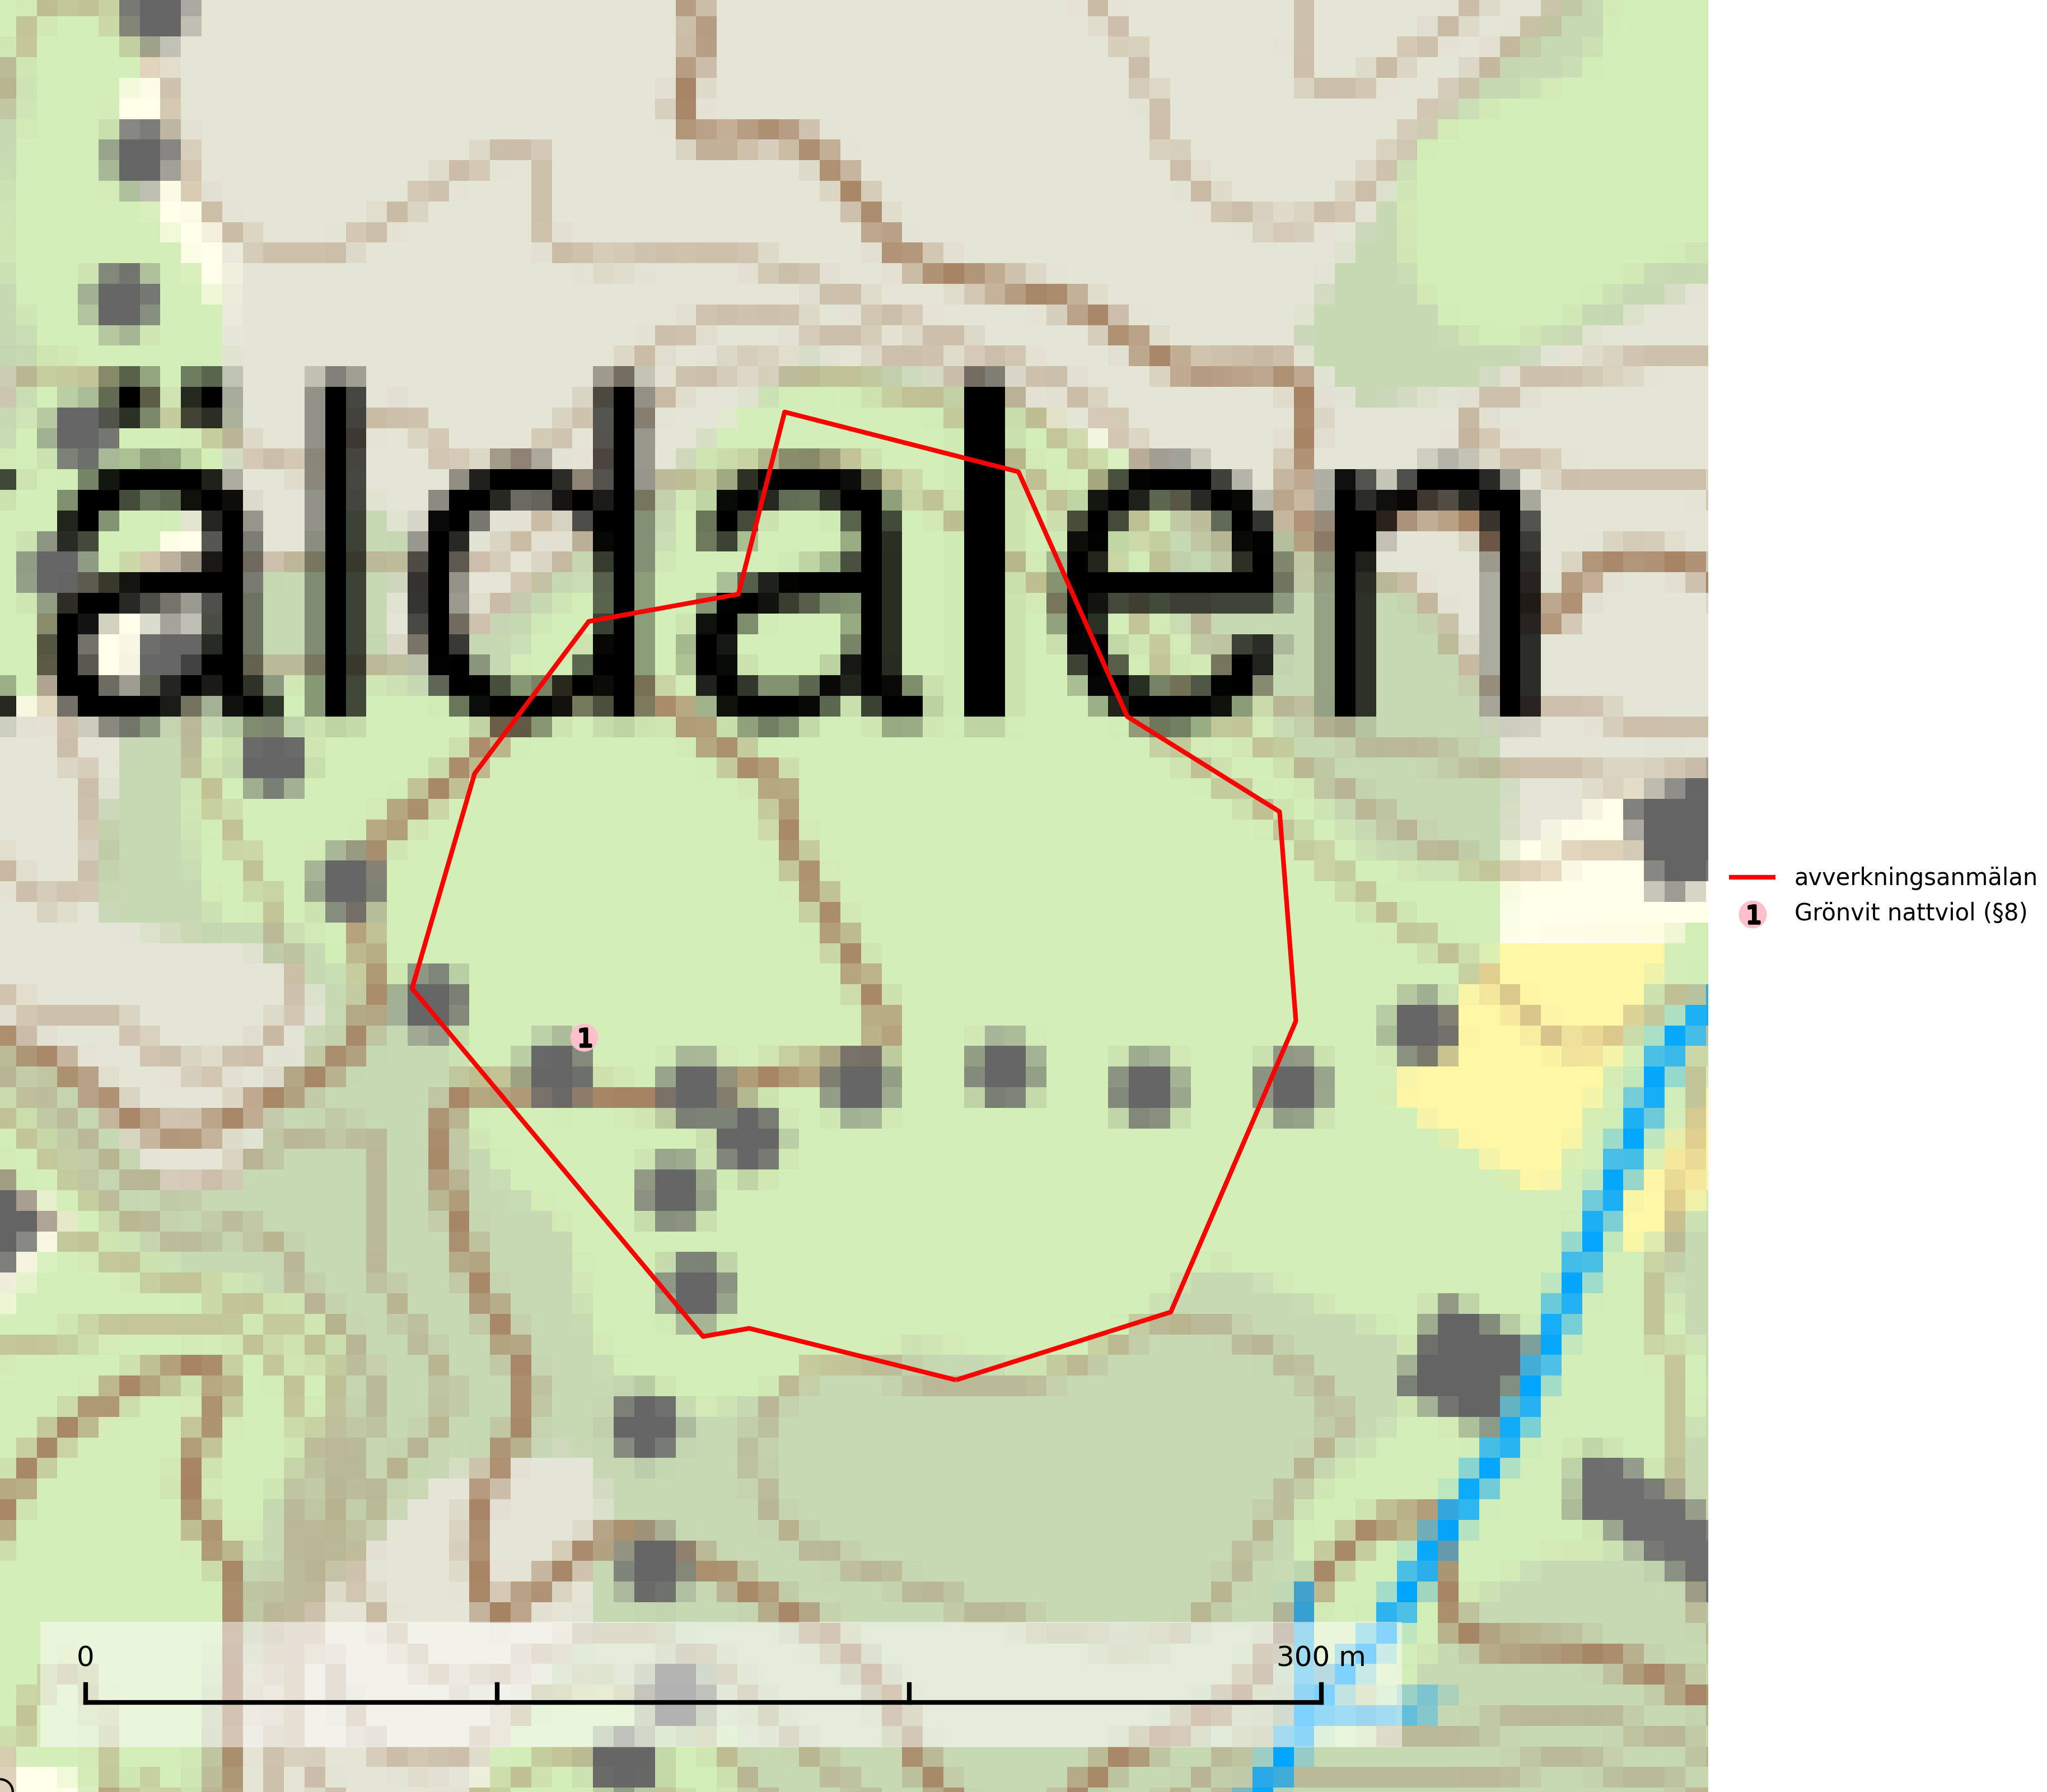 äldalen
1
avverkningsanmälan
1 Grönvit nattviol (§8)
0 300 m